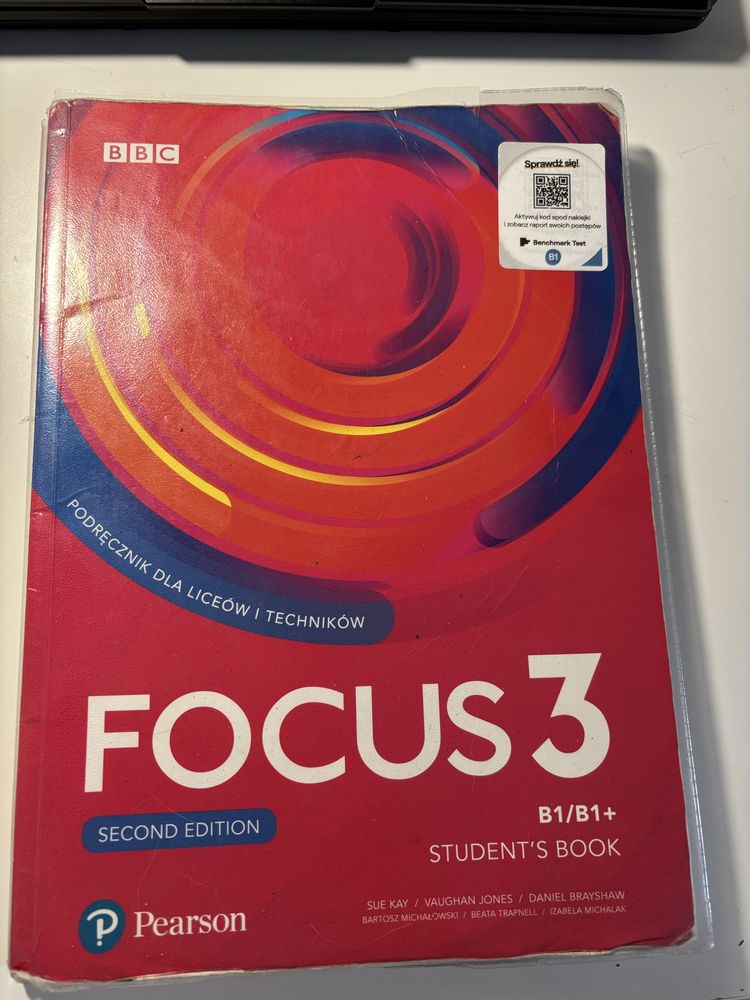 BBC
Sprawdź się!
Aktywuj kod spod naklejki
i zobacz raport swoich postępów
Benchmark Test
B1
PODRĘCZNIK DLA LICEÓW I TECHNIKÓW
FOCUS 3
B1/B1+
SECOND EDITION
STUDENT'S BOOK
SUE KAY / VAUGHAN JONES / DANIEL BRAYSHAW
BARTOSZ MICHAŁOWSKI / BEATA TRAPNELL / IZABELA MICHALAK
P Pearson